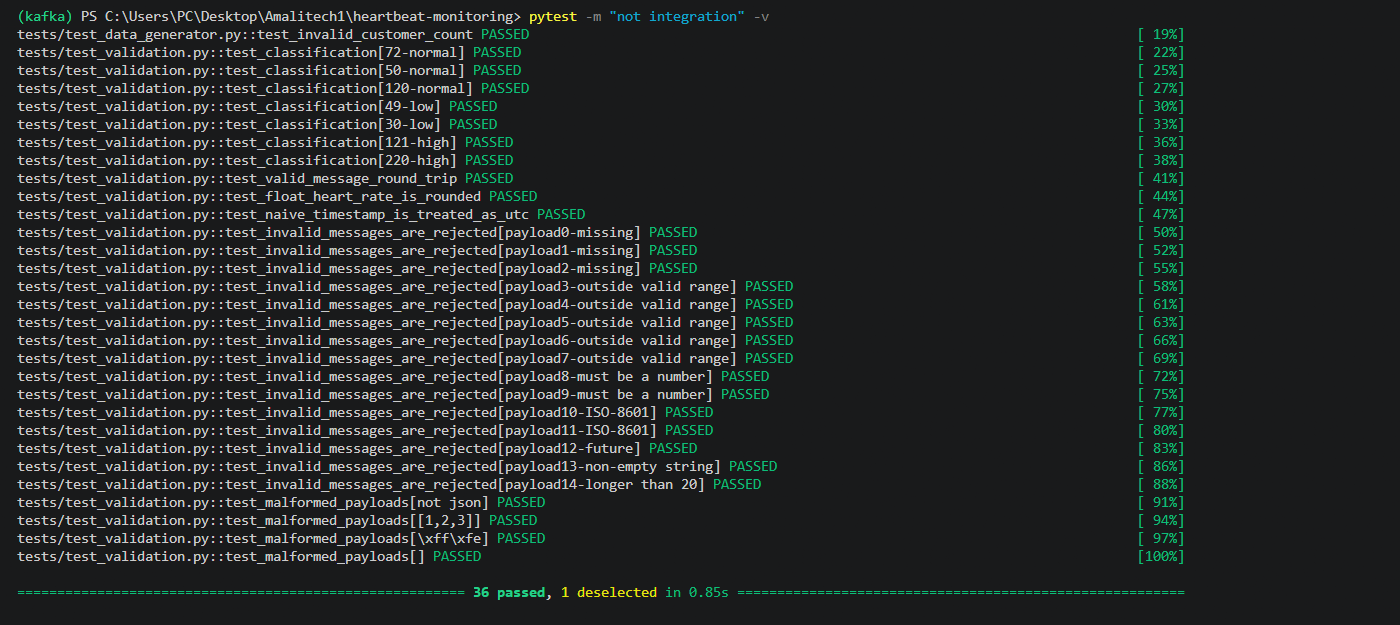 (kafka) PS C:\Users\PC\Desktop\Amalitech1\heartbeat-monitoring> pytest -m "not integration" -v
tests/test_data_generator.py::test_invalid_customer_count PASSED [ 19%]
tests/test_validation.py::test_classification[72-normal] PASSED [ 22%]
tests/test_validation.py::test_classification[50-normal] PASSED [ 25%]
tests/test_validation.py::test_classification[120-normal] PASSED [ 27%]
tests/test_validation.py::test_classification[49-low] PASSED [ 30%]
tests/test_validation.py::test_classification[30-low] PASSED [ 33%]
tests/test_validation.py::test_classification[121-high] PASSED [ 36%]
tests/test_validation.py::test_classification[220-high] PASSED [ 38%]
tests/test_validation.py::test_valid_message_round_trip PASSED [ 41%]
tests/test_validation.py::test_float_heart_rate_is_rounded PASSED [ 44%]
tests/test_validation.py::test_naive_timestamp_is_treated_as_utc PASSED [ 47%]
tests/test_validation.py::test_invalid_messages_are_rejected[payload0-missing] PASSED [ 50%]
tests/test_validation.py::test_invalid_messages_are_rejected[payload1-missing] PASSED [ 52%]
tests/test_validation.py::test_invalid_messages_are_rejected[payload2-missing] PASSED [ 55%]
tests/test_validation.py::test_invalid_messages_are_rejected[payload3-outside valid range] PASSED [ 58%]
tests/test_validation.py::test_invalid_messages_are_rejected[payload4-outside valid range] PASSED [ 61%]
tests/test_validation.py::test_invalid_messages_are_rejected[payload5-outside valid range] PASSED [ 63%]
tests/test_validation.py::test_invalid_messages_are_rejected[payload6-outside valid range] PASSED [ 66%]
tests/test_validation.py::test_invalid_messages_are_rejected[payload7-outside valid range] PASSED [ 69%]
tests/test_validation.py::test_invalid_messages_are_rejected[payload8-must be a number] PASSED [ 72%]
tests/test_validation.py::test_invalid_messages_are_rejected[payload9-must be a number] PASSED [ 75%]
tests/test_validation.py::test_invalid_messages_are_rejected[payload10-ISO-8601] PASSED [ 77%]
tests/test_validation.py::test_invalid_messages_are_rejected[payload11-ISO-8601] PASSED [ 80%]
tests/test_validation.py::test_invalid_messages_are_rejected[payload12-future] PASSED [ 83%]
tests/test_validation.py::test_invalid_messages_are_rejected[payload13-non-empty string] PASSED [ 86%]
tests/test_validation.py::test_invalid_messages_are_rejected[payload14-longer than 20] PASSED [ 88%]
tests/test_validation.py::test_malformed_payloads[not json] PASSED [ 91%]
tests/test_validation.py::test_malformed_payloads[[1,2,3]] PASSED [ 94%]
tests/test_validation.py::test_malformed_payloads[\xff\xfe] PASSED [ 97%]
tests/test_validation.py::test_malformed_payloads[] PASSED [100%]
======================================================== 36 passed, 1 deselected in 0.85s ========================================================